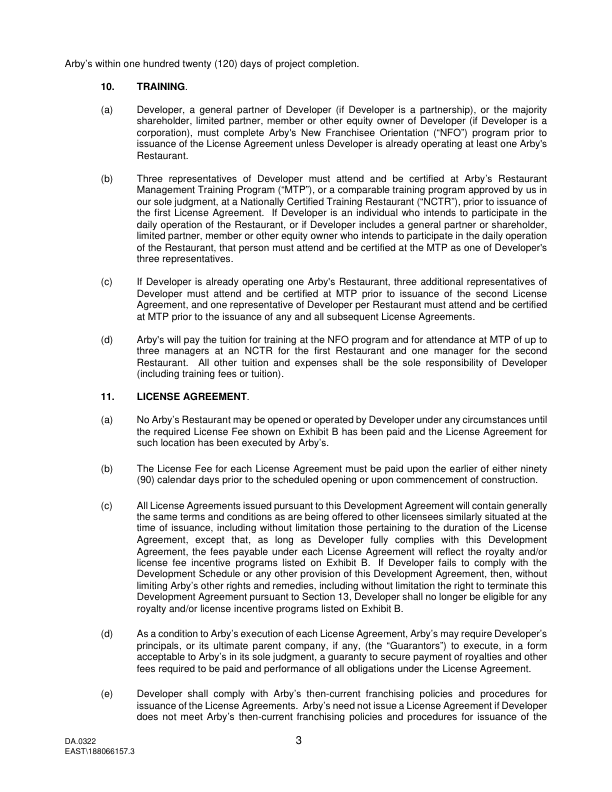 Arby's within one hundred twenty (120) days of project completion.
10. TRAINING.
(a) Developer, a general partner of Developer (if Developer is a partnership), or the majority
shareholder, limited partner, member or other equity owner of Developer (if Developer is a
corporation), must complete Arby's New Franchisee Orientation (“NFO”) program prior to
issuance of the License Agreement unless Developer is already operating at least one Arby's
Restaurant.
(b) Three representatives of Developer must attend and be certified at Arby's Restaurant
Management Training Program (“MTP”), or a comparable training program approved by us in
our sole judgment, at a Nationally Certified Training Restaurant (“NCTR”), prior to issuance of
the first License Agreement. If Developer is an individual who intends to participate in the
daily operation of the Restaurant, or if Developer includes a general partner or shareholder,
limited partner, member or other equity owner who intends to participate in the daily operation
of the Restaurant, that person must attend and be certified at the MTP as one of Developer's
three representatives.
(c) If Developer is already operating one Arby's Restaurant, three additional representatives of
Developer must attend and be certified at MTP prior to issuance of the second License
Agreement, and one representative of Developer per Restaurant must attend and be certified
at MTP prior to the issuance of any and all subsequent License Agreements.
(d) Arby's will pay the tuition for training at the NFO program and for attendance at MTP of up to
three managers at an NCTR for the first Restaurant and one manager for the second
Restaurant. All other tuition and expenses shall be the sole responsibility of Developer
(including training fees or tuition).
11. LICENSE AGREEMENT.
(a) No Arby's Restaurant may be opened or operated by Developer under any circumstances until
the required License Fee shown on Exhibit B has been paid and the License Agreement for
such location has been executed by Arby's.
(b) The License Fee for each License Agreement must be paid upon the earlier of either ninety
(90) calendar days prior to the scheduled opening or upon commencement of construction.
(c) All License Agreements issued pursuant to this Development Agreement will contain generally
the same terms and conditions as are being offered to other licensees similarly situated at the
time of issuance, including without limitation those pertaining to the duration of the License
Agreement, except that, as long as Developer fully complies with this Development
Agreement, the fees payable under each License Agreement will reflect the royalty and/or
license fee incentive programs listed on Exhibit B. If Developer fails to comply with the
Development Schedule or any other provision of this Development Agreement, then, without
limiting Arby's other rights and remedies, including without limitation the right to terminate this
Development Agreement pursuant to Section 13, Developer shall no longer be eligible for any
royalty and/or license incentive programs listed on Exhibit B.
(d) As a condition to Arby's execution of each License Agreement, Arby's may require Developer's
principals, or its ultimate parent company, if any, (the “Guarantors”) to execute, in a form
acceptable to Arby's in its sole judgment, a guaranty to secure payment of royalties and other
fees required to be paid and performance of all obligations under the License Agreement.
(e) Developer shall comply with Arby's then-current franchising policies and procedures for
issuance of the License Agreements. Arby's need not issue a License Agreement if Developer
does not meet Arby's then-current franchising policies and procedures for issuance of the
DA.0322 3
EAST\188066157.3